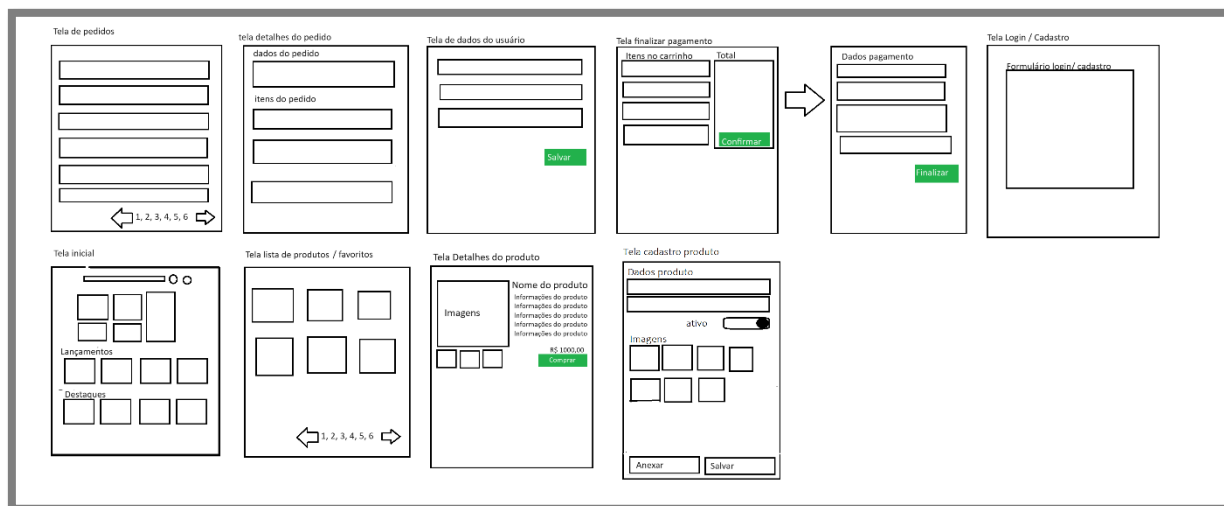 Tela de pedidos
1, 2, 3, 4, 5, 6
tela detalhes do pedido
dados do pedido
itens do pedido
Tela de dados do usuário
Salvar
Tela finalizar pagamento
Itens no carrinho
Total
Confirmar
Dados pagamento
Finalizar
Tela Login / Cadastro
Formulário login/ cadastro
Tela inicial
Lançamentos
Destaques
Tela lista de produtos / favoritos
1, 2, 3, 4, 5, 6
Tela Detalhes do produto
Imagens
Nome do produto
Informações do produto
Informações do produto
Informações do produto
Informações do produto
Informações do produto
R$ 1000,00
Comprar
Tela cadastro produto
Dados produto
ativo
Imagens
Anexar
Salvar